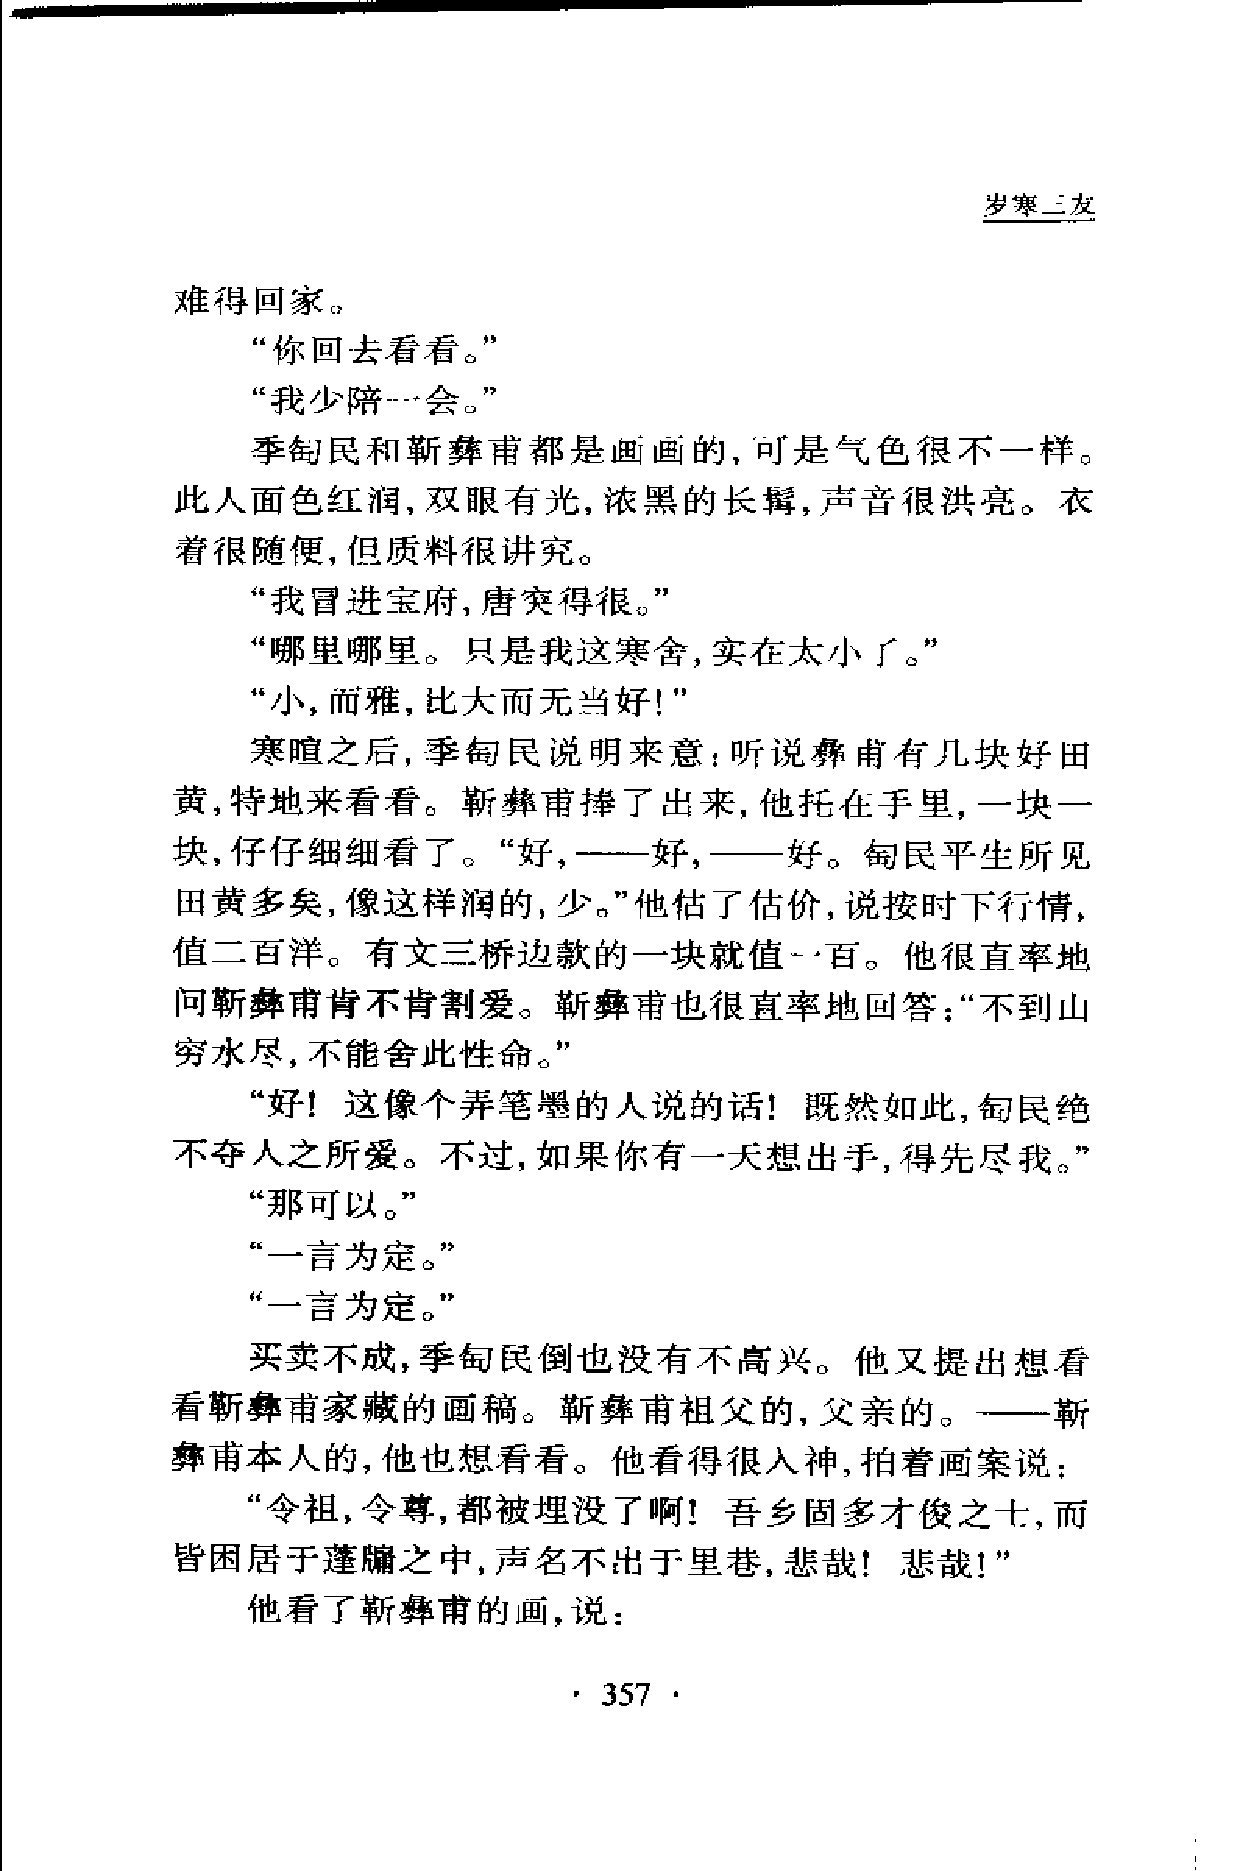 岁寒三友
难得回家。
“你回去看看。”
“我少陪一会。”
季匋民和靳彝甫都是画画的,可是气色很不一样。
此人面色红润,双眼有光,浓黑的长髯,声音很洪亮。衣
着很随便,但质料很讲究。
“我冒进宝府,唐突得很。”
“哪里哪里。只是我这寒舍,实在太小了。”
“小,而雅,比大而无当好!”
寒暄之后,季匋民说明来意:听说彝甫有几块好田
黄,特地来看看。靳彝甫捧了出来,他托在手里,一块一
块,仔仔细细看了。“好,——好,——好。匋民平生所见
田黄多矣,像这样润的,少。”他估了估价,说按时下行情,
值二百洋。有文三桥边款的一块就值一百。他很直率地
问靳彝甫肯不肯割爱。靳彝甫也很直率地回答:“不到山
穷水尽,不能舍此性命。”
“好!这像个弄笔墨的人说的话!既然如此,匋民绝
不夺人之所爱。不过,如果你有一天想出手,得先尽我。”
“那可以。”
“一言为定。”
“一言为定。”
买卖不成,季匋民倒也没有不高兴。他又提出想看
看靳彝甫家藏的画稿。靳彝甫祖父的,父亲的。——靳
彝甫本人的,他也想看看。他看得很入神,拍着画案说:
“令祖,令尊,都被埋没了啊!吾乡固多才俊之士,而
皆困居于蓬牖之中,声名不出于里巷,悲哉!悲哉!”
他看了靳彝甫的画,说:
· 357 ·